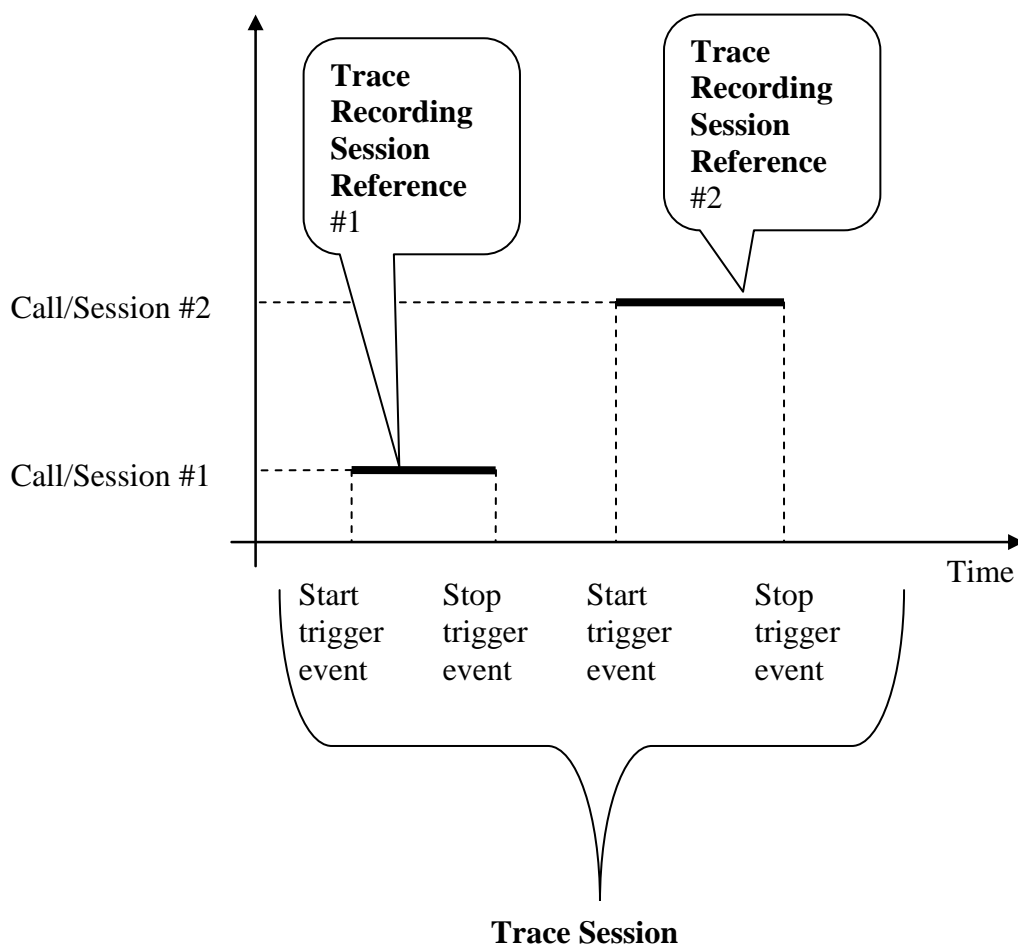 Trace
Recording
Session
Reference
#1
Trace
Recording
Session
Reference
#2
Call/Session #2
Call/Session #1
Time
Start
trigger
event
Stop
trigger
event
Start
trigger
event
Stop
trigger
event
Trace Session